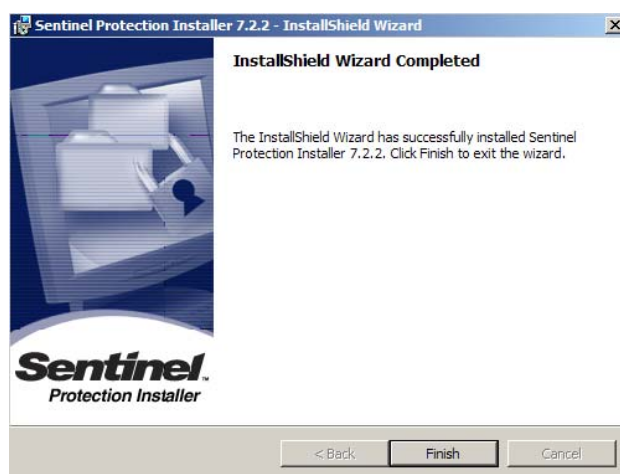 Sentinel Protection Installer 7.2.2 - InstallShield Wizard
InstallShield Wizard Completed
The InstallShield Wizard has successfully installed Sentinel
Protection Installer 7.2.2. Click Finish to exit the wizard.
Sentinel™
Protection Installer
< Back
Finish
Cancel